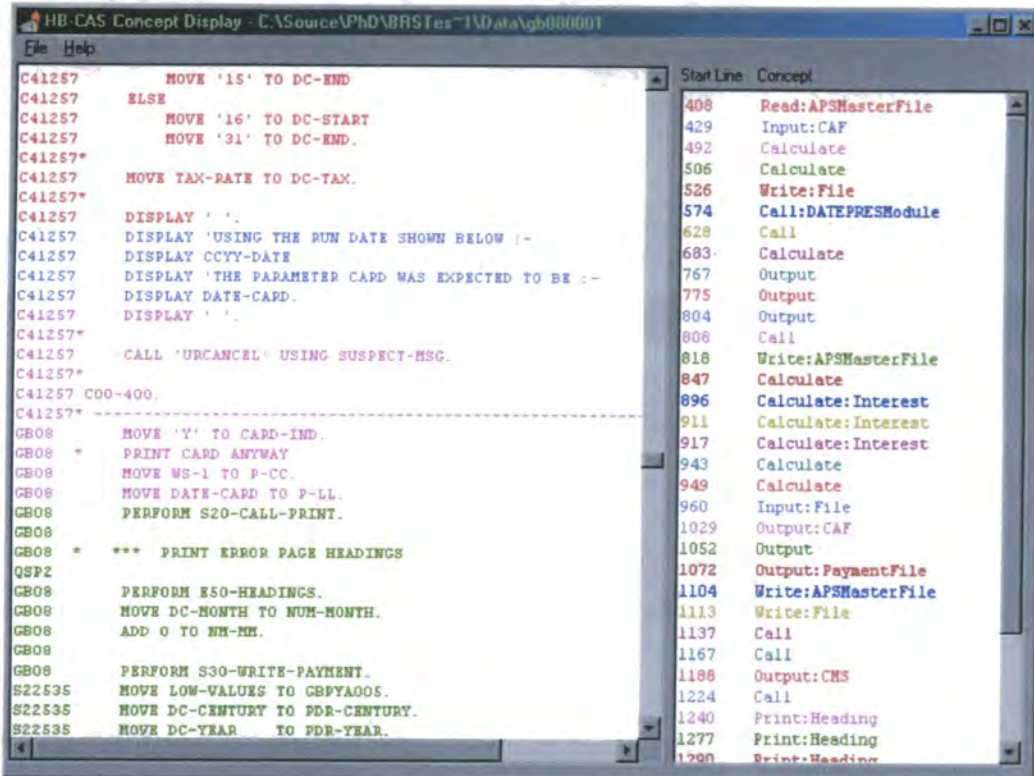 HB-CAS Concept Display - C:\Source\PhD\BRSTes~1\Data\gb080001
File Help
C41257 MOVE '15' TO DC-END
C41257 ELSE
C41257 MOVE '16' TO DC-START
C41257 MOVE '31' TO DC-END.
C41257*
C41257 MOVE TAX-RATE TO DC-TAX.
C41257*
C41257 DISPLAY ' '.
C41257 DISPLAY 'USING THE RUN DATE SHOWN BELOW :-
C41257 DISPLAY CCYY-DATE
C41257 DISPLAY 'THE PARAMETER CARD WAS EXPECTED TO BE :-
C41257 DISPLAY DATE-CARD.
C41257 DISPLAY ' '.
C41257*
C41257 CALL 'URCANCEL' USING SUSPECT-MSG.
C41257*
C41257 C00-400.
C41257* ------------------------------------------------------------
GB08 MOVE 'Y' TO CARD-IND.
GB08 * PRINT CARD ANYWAY
GB08 MOVE WS-1 TO P-CC.
GB08 MOVE DATE-CARD TO P-LL.
GB08 PERFORM S20-CALL-PRINT.
GB08
GB08 * *** PRINT ERROR PAGE HEADINGS
QSP2
GB08 PERFORM E50-HEADINGS.
GB08 MOVE DC-MONTH TO NUM-MONTH.
GB08 ADD 0 TO NM-MM.
GB08
GB08 PERFORM S30-WRITE-PAYMENT.
S22535 MOVE LOW-VALUES TO GBPYA005.
S22535 MOVE DC-CENTURY TO PDR-CENTURY.
S22535 MOVE DC-YEAR TO PDR-YEAR.
Start Line Concept
408 Read:APSMasterFile
429 Input:CAF
492 Calculate
506 Calculate
526 Write:File
574 Call:DATEPRESModule
628 Call
683 Calculate
767 Output
775 Output
804 Output
808 Call
818 Write:APSMasterFile
847 Calculate
896 Calculate:Interest
911 Calculate:Interest
917 Calculate:Interest
943 Calculate
949 Calculate
960 Input:File
1029 Output:CAF
1052 Output
1072 Output:PaymentFile
1104 Write:APSMasterFile
1113 Write:File
1137 Call
1167 Call
1188 Output:CMS
1224 Call
1240 Print:Heading
1277 Print:Heading
1290 Print:Heading